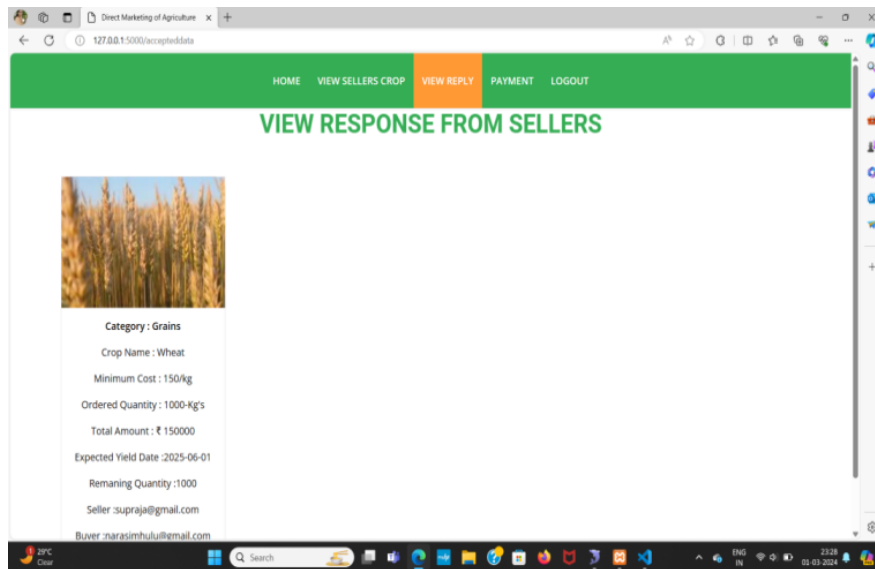 Direct Marketing of Agriculture
127.0.0.1:5000/accepteddata
HOME VIEW SELLERS CROP VIEW REPLY PAYMENT LOGOUT
VIEW RESPONSE FROM SELLERS
Category : Grains
Crop Name : Wheat
Minimum Cost : 150/kg
Ordered Quantity : 1000-Kg's
Total Amount : ₹ 150000
Expected Yield Date :2025-06-01
Remaning Quantity :1000
Seller :supraja@gmail.com
Buyer :narasimhulu@gmail.com
29°C
Clear
Search
ENG
IN
23:28
01-03-2024